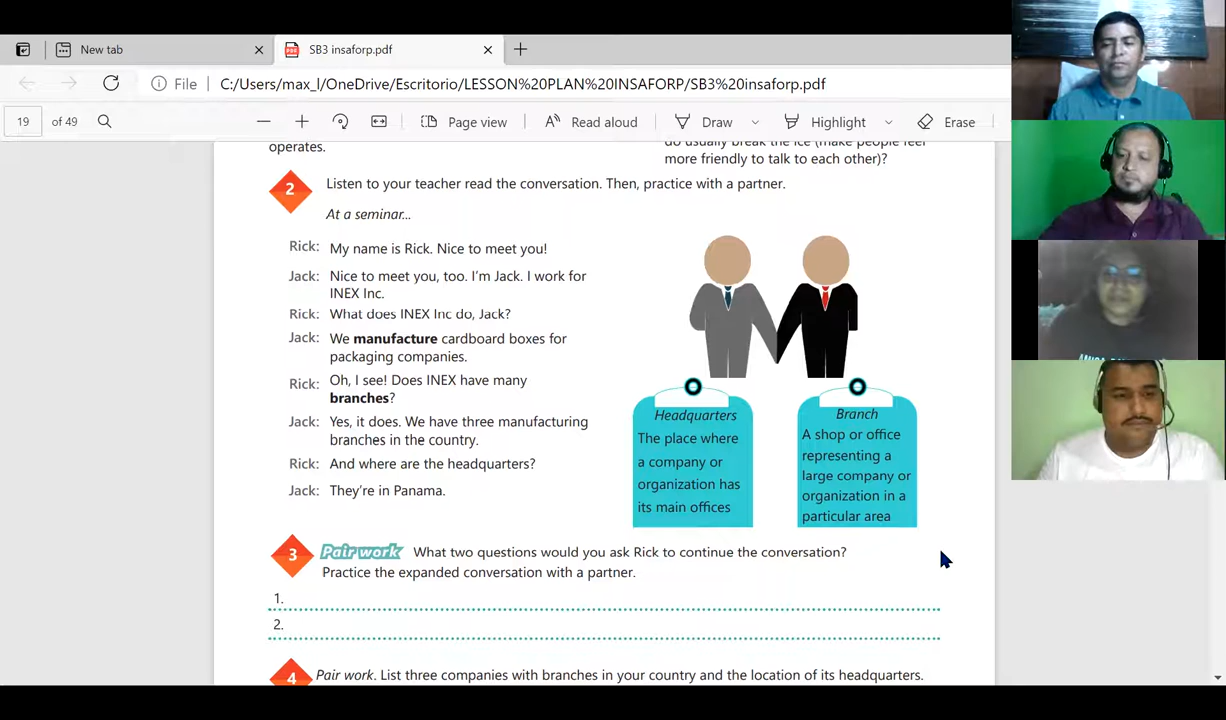 New tab
SB3 insaforp.pdf
File
C:/Users/max_l/OneDrive/Escritorio/LESSON%20PLAN%20INSAFORP/SB3%20insaforp.pdf
19 of 49
Page view
Read aloud
Draw
Highlight
Erase
operates.
do usually break the ice (make people feel
more friendly to talk to each other)?
2 Listen to your teacher read the conversation. Then, practice with a partner.
At a seminar...
Rick: My name is Rick. Nice to meet you!
Jack: Nice to meet you, too. I'm Jack. I work for
INEX Inc.
Rick: What does INEX Inc do, Jack?
Jack: We manufacture cardboard boxes for
packaging companies.
Rick: Oh, I see! Does INEX have many
branches?
Jack: Yes, it does. We have three manufacturing
branches in the country.
Rick: And where are the headquarters?
Jack: They're in Panama.
Headquarters
The place where
a company or
organization has
its main offices
Branch
A shop or office
representing a
large company or
organization in a
particular area
3 Pair work What two questions would you ask Rick to continue the conversation?
Practice the expanded conversation with a partner.
1.
2.
4 Pair work. List three companies with branches in your country and the location of its headquarters.